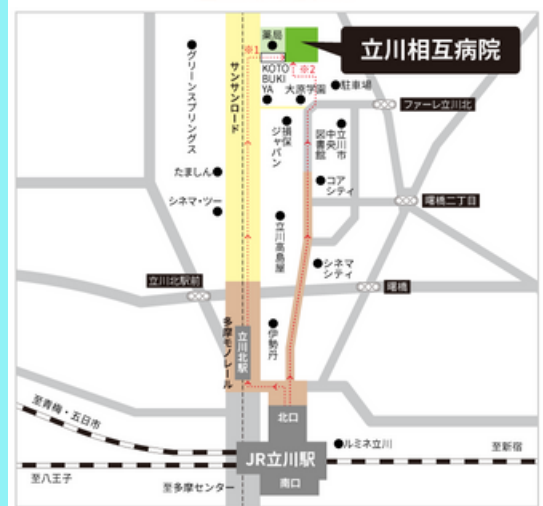 薬局
※1
立川相互病院
KOTO
BUKI
YA
※2
大原学園
駐車場
グリーンスプリングス
サンサンロード
ファーレ立川北
損保
ジャパン
立川市
中央
図書館
たましん
コア
シティ
シネマ・ツー
曙橋二丁目
立川高島屋
シネマ
シティ
立川北駅前
曙橋
多摩モノレール
立川北駅
伊勢丹
至青梅・五日市
北口
ルミネ立川
JR立川駅
至新宿
至八王子
至多摩センター
南口